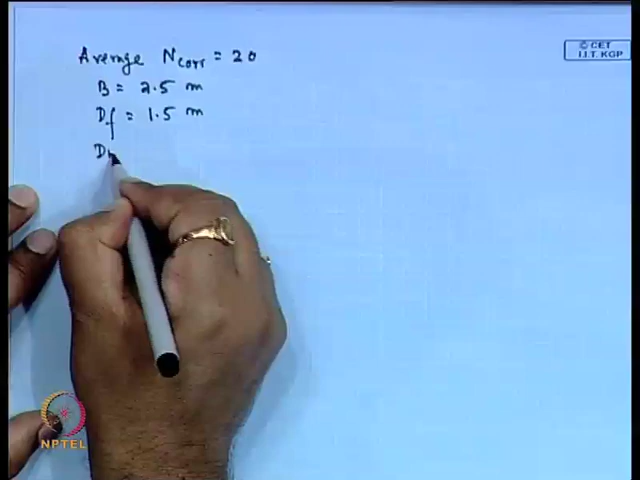 Average Ncorr = 20
B = 2.5 m
Df = 1.5 m
D
© CET
I.I.T. KGP
NPTEL